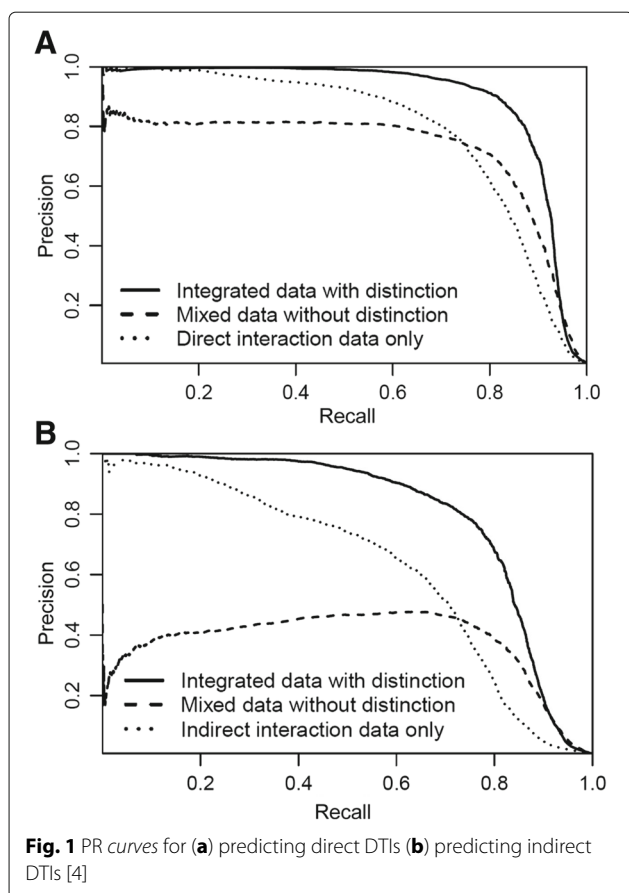 A
1.0
0.8
0.6
0.4
0.2
Precision
Integrated data with distinction
Mixed data without distinction
Direct interaction data only
0.2 0.4 0.6 0.8 1.0
Recall
B
1.0
0.8
0.6
0.4
0.2
Precision
Integrated data with distinction
Mixed data without distinction
Indirect interaction data only
0.2 0.4 0.6 0.8 1.0
Recall
Fig. 1 PR curves for (a) predicting direct DTIs (b) predicting indirect
DTIs [4]